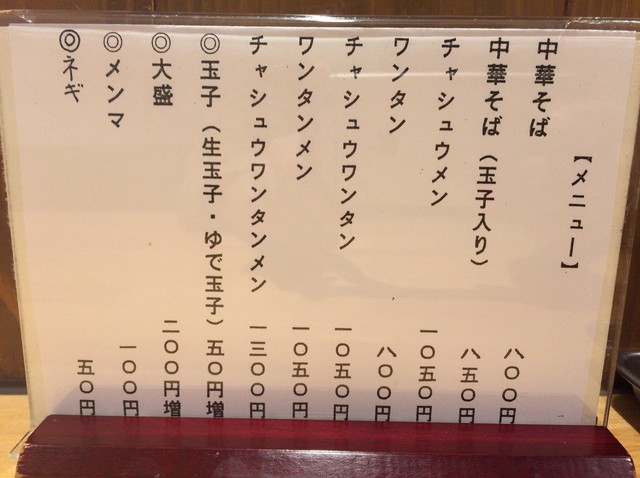 【メニュー】
中華そば 八〇〇円
中華そば（玉子入り） 八五〇円
チャシュウメン 一〇五〇円
ワンタン 八〇〇円
チャシュウワンタン 一〇五〇円
ワンタンメン 一〇五〇円
チャシュウワンタンメン 一三〇〇円
◎玉子（生玉子・ゆで玉子）五〇円増
◎大盛 二〇〇円増
◎メンマ 一〇〇円
◎ネギ 五〇円